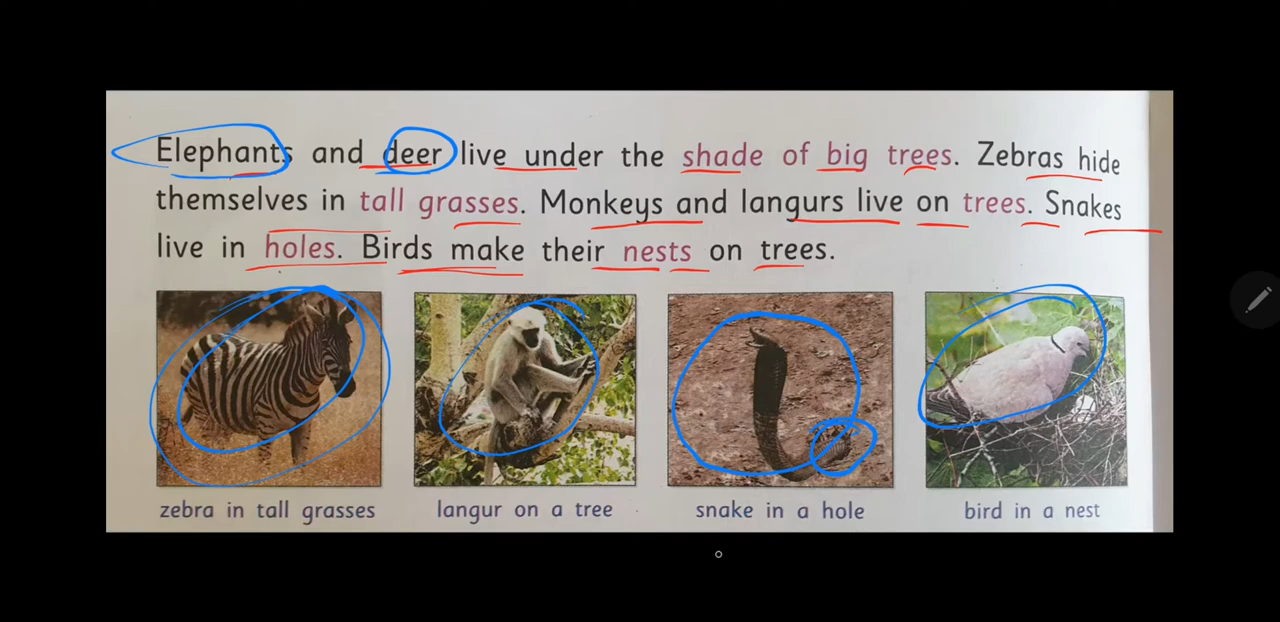 Elephants and deer live under the shade of big trees. Zebras hide
themselves in tall grasses. Monkeys and langurs live on trees. Snakes
live in holes. Birds make their nests on trees.
zebra in tall grasses
langur on a tree
snake in a hole
bird in a nest